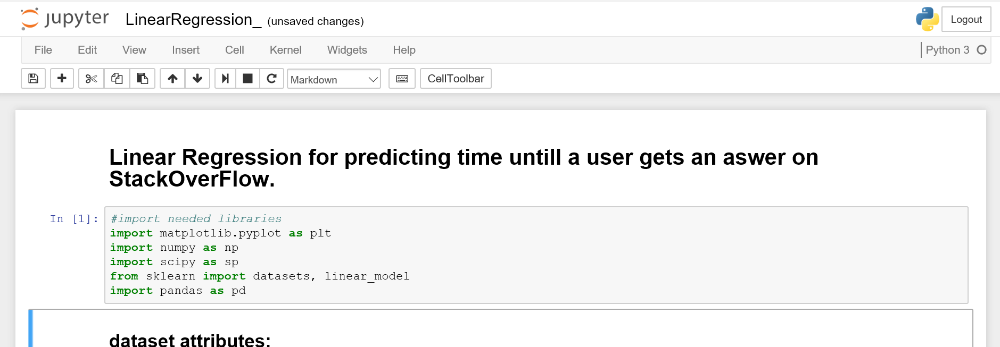 jupyter LinearRegression_ (unsaved changes) Logout
File Edit View Insert Cell Kernel Widgets Help Python 3
Markdown CellToolbar
Linear Regression for predicting time untill a user gets an aswer on
StackOverFlow.
In [1]: #import needed libraries
import matplotlib.pyplot as plt
import numpy as np
import scipy as sp
from sklearn import datasets, linear_model
import pandas as pd
dataset attributes: